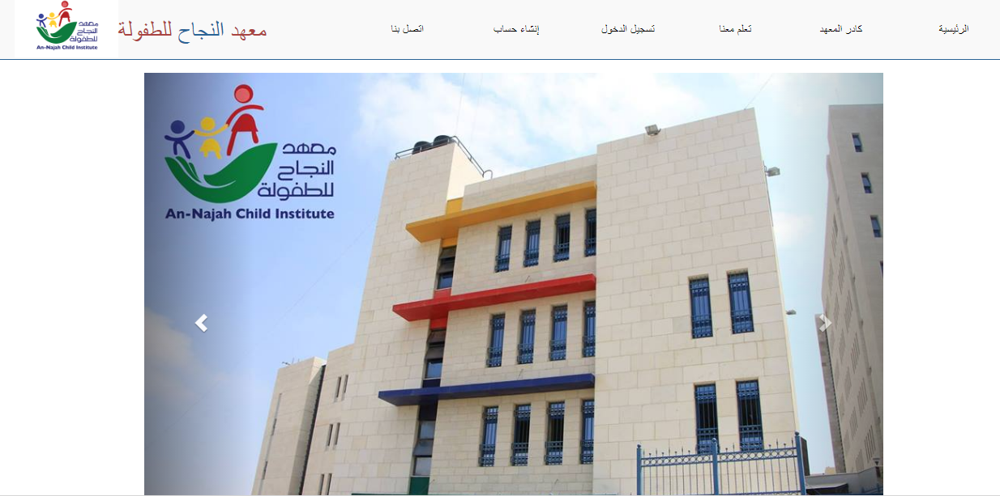 معهد
النجاح
للطفولة
An-Najah Child Institute
معهد النجاح للطفولة
الرئيسية
كادر المعهد
تعلم معنا
تسجيل الدخول
إنشاء حساب
اتصل بنا
معهد
النجاح
للطفولة
An-Najah Child Institute